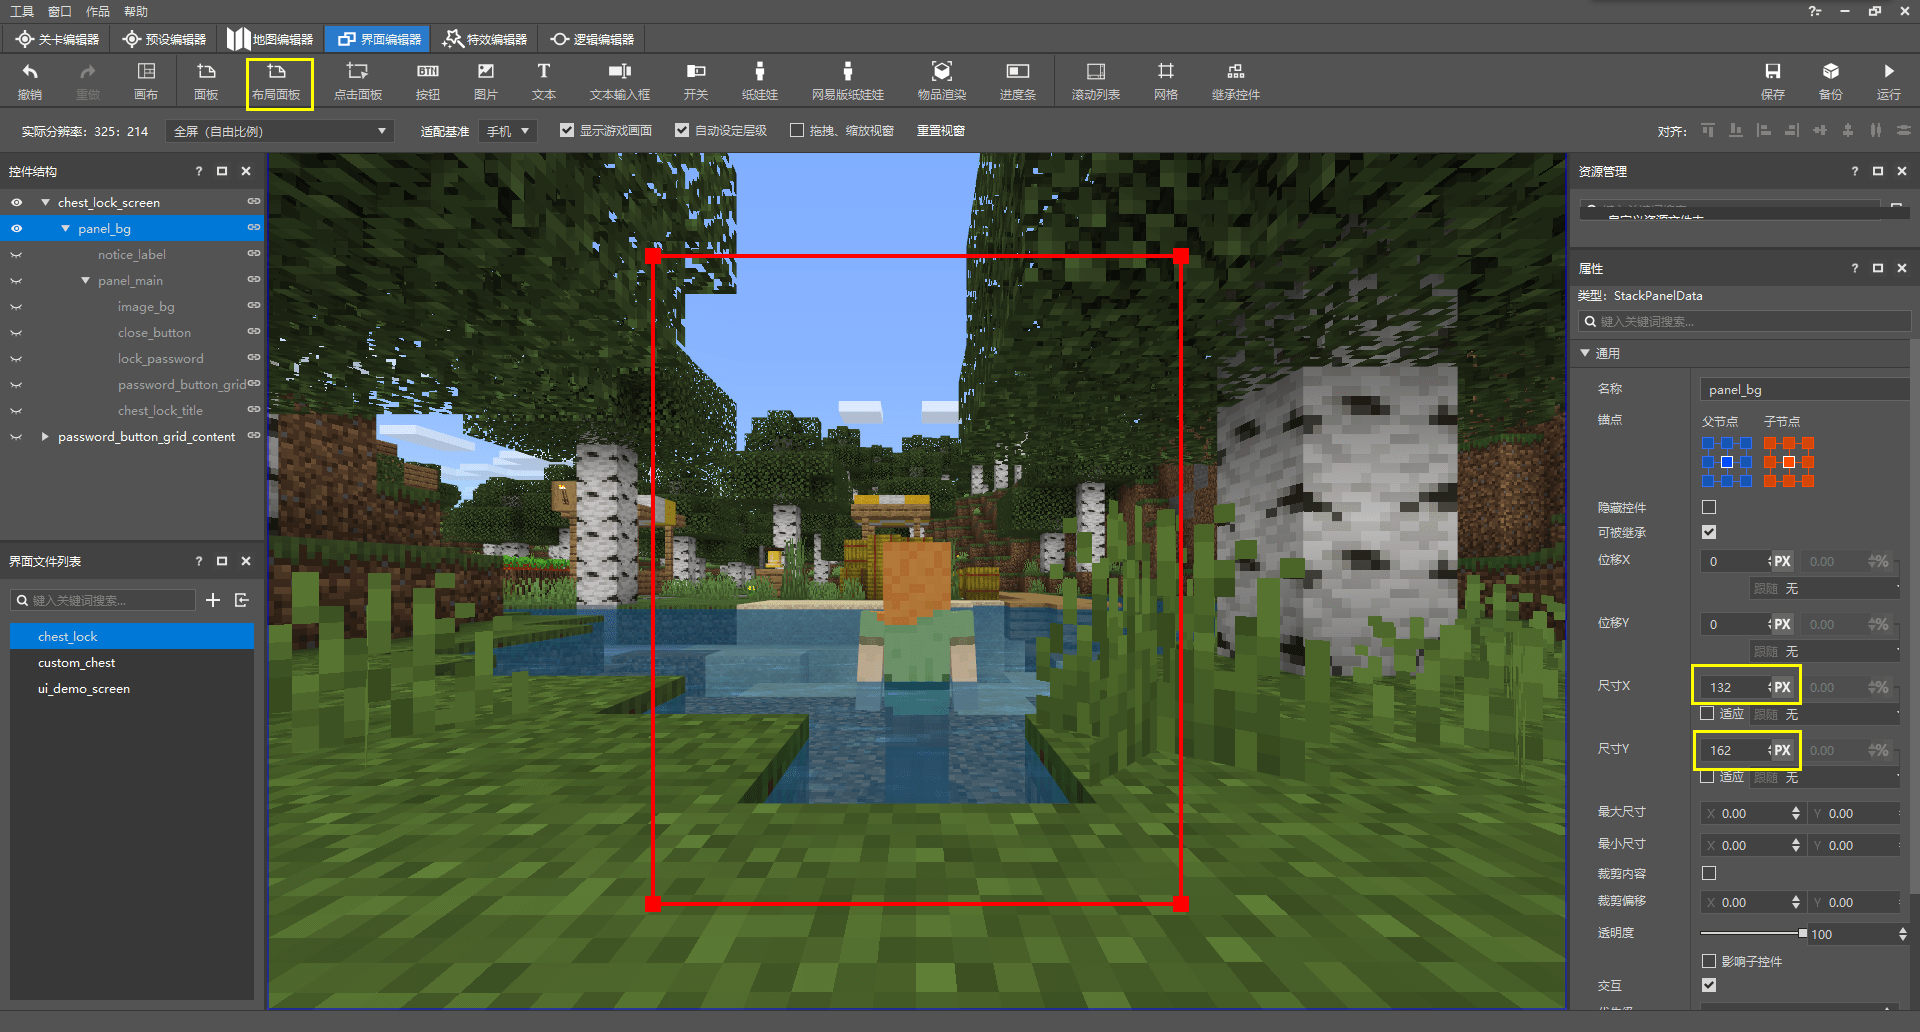 工具 窗口 作品 帮助
关卡编辑器 预设编辑器 地图编辑器 界面编辑器 特效编辑器 逻辑编辑器
撤销 重做 画布 面板 布局面板 点击面板 按钮 图片 文本 文本输入框 开关 纸娃娃 网易版纸娃娃 物品渲染 进度条 滚动列表 网格 继承控件 保存 备份 运行
实际分辨率：325：214 全屏（自由比例） 适配基准 手机 显示游戏画面 自动设定层级 拖拽、缩放视窗 重置视窗 对齐：
控件结构
chest_lock_screen
panel_bg
notice_label
panel_main
image_bg
close_button
lock_password
password_button_grid
chest_lock_title
password_button_grid_content
界面文件列表
键入关键词搜索...
chest_lock
custom_chest
ui_demo_screen
资源管理
属性
类型：StackPanelData
键入关键词搜索...
通用
名称 panel_bg
锚点 父节点 子节点
隐藏控件
可被继承
位移X 0 PX 0.00 %
跟随 无
位移Y 0 PX 0.00 %
跟随 无
尺寸X 132 PX 0.00 %
适应 跟随 无
尺寸Y 162 PX 0.00 %
适应 跟随 无
最大尺寸 X 0.00 Y 0.00
最小尺寸 X 0.00 Y 0.00
裁剪内容
裁剪偏移 X 0.00 Y 0.00
透明度 100
影响子控件
交互